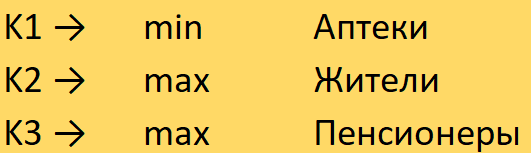 K1 → min Аптеки
K2 → max Жители
K3 → max Пенсионеры